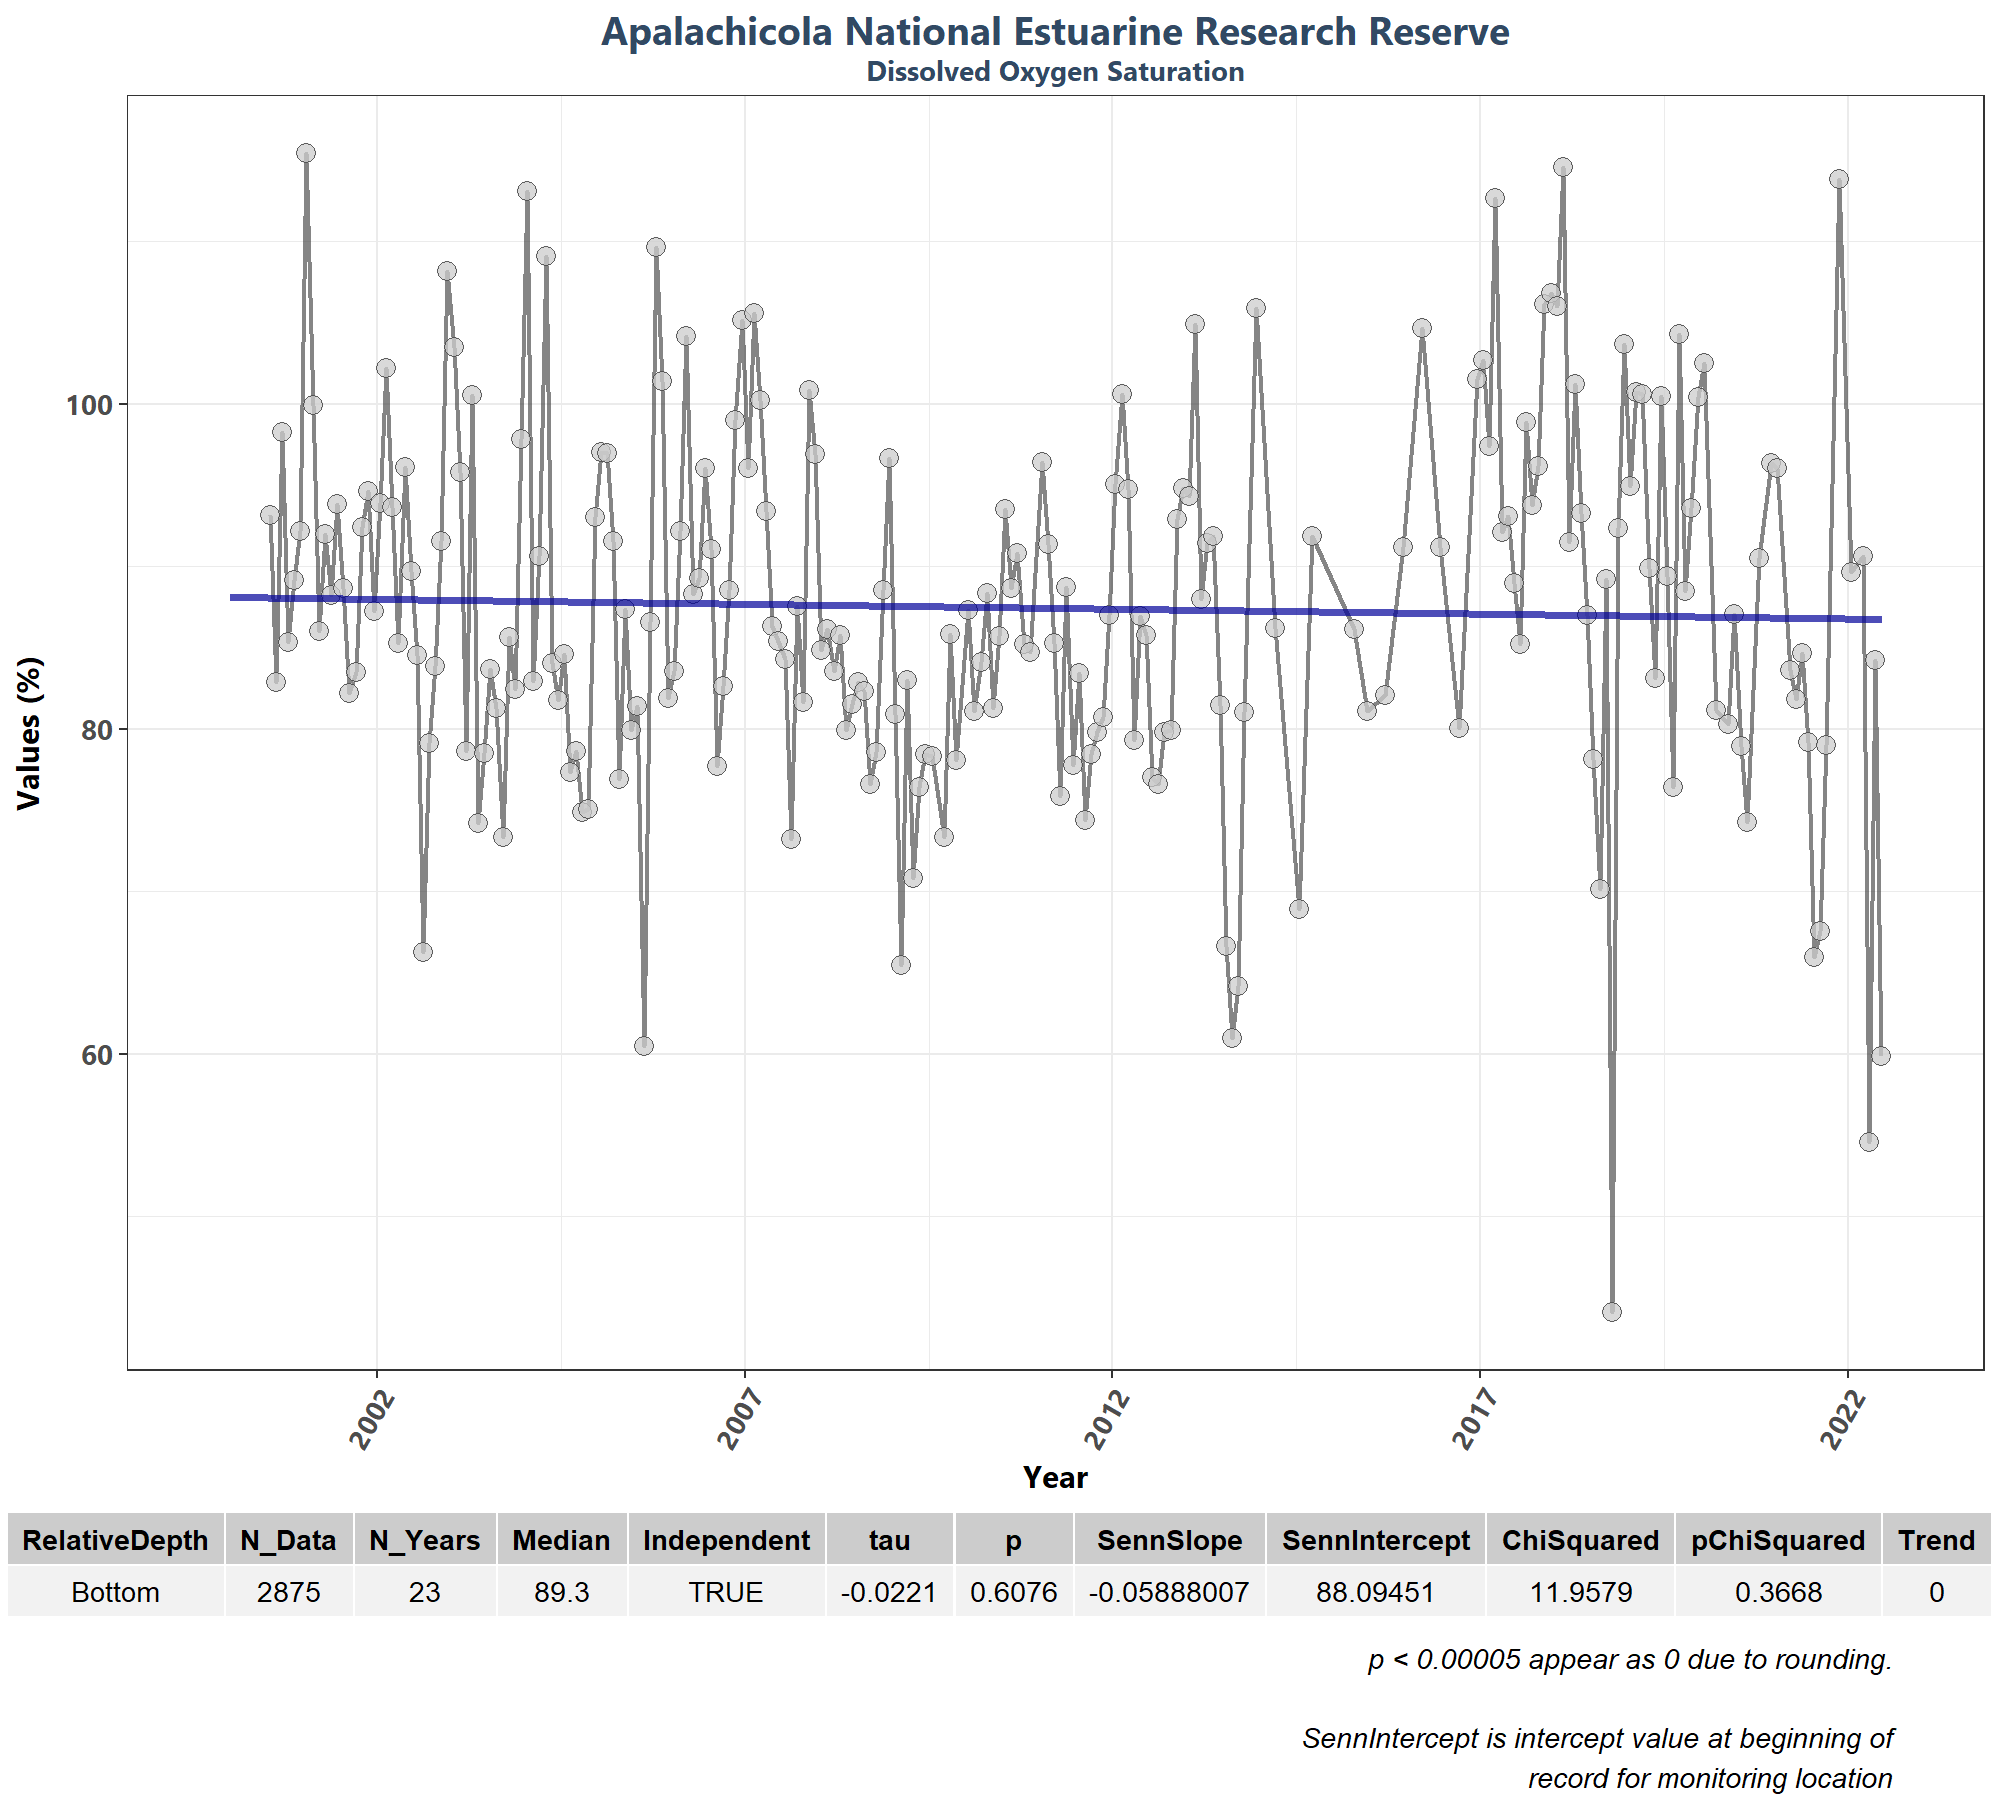 Apalachicola National Estuarine Research Reserve
Dissolved Oxygen Saturation
Values (%)
100
80
60
2002
2007
2012
2017
2022
Year
RelativeDepth N_Data N_Years Median Independent tau p SennSlope SennIntercept ChiSquared pChiSquared Trend
Bottom 2875 23 89.3 TRUE -0.0221 0.6076 -0.05888007 88.09451 11.9579 0.3668 0
p < 0.00005 appear as 0 due to rounding.
SennIntercept is intercept value at beginning of
record for monitoring location